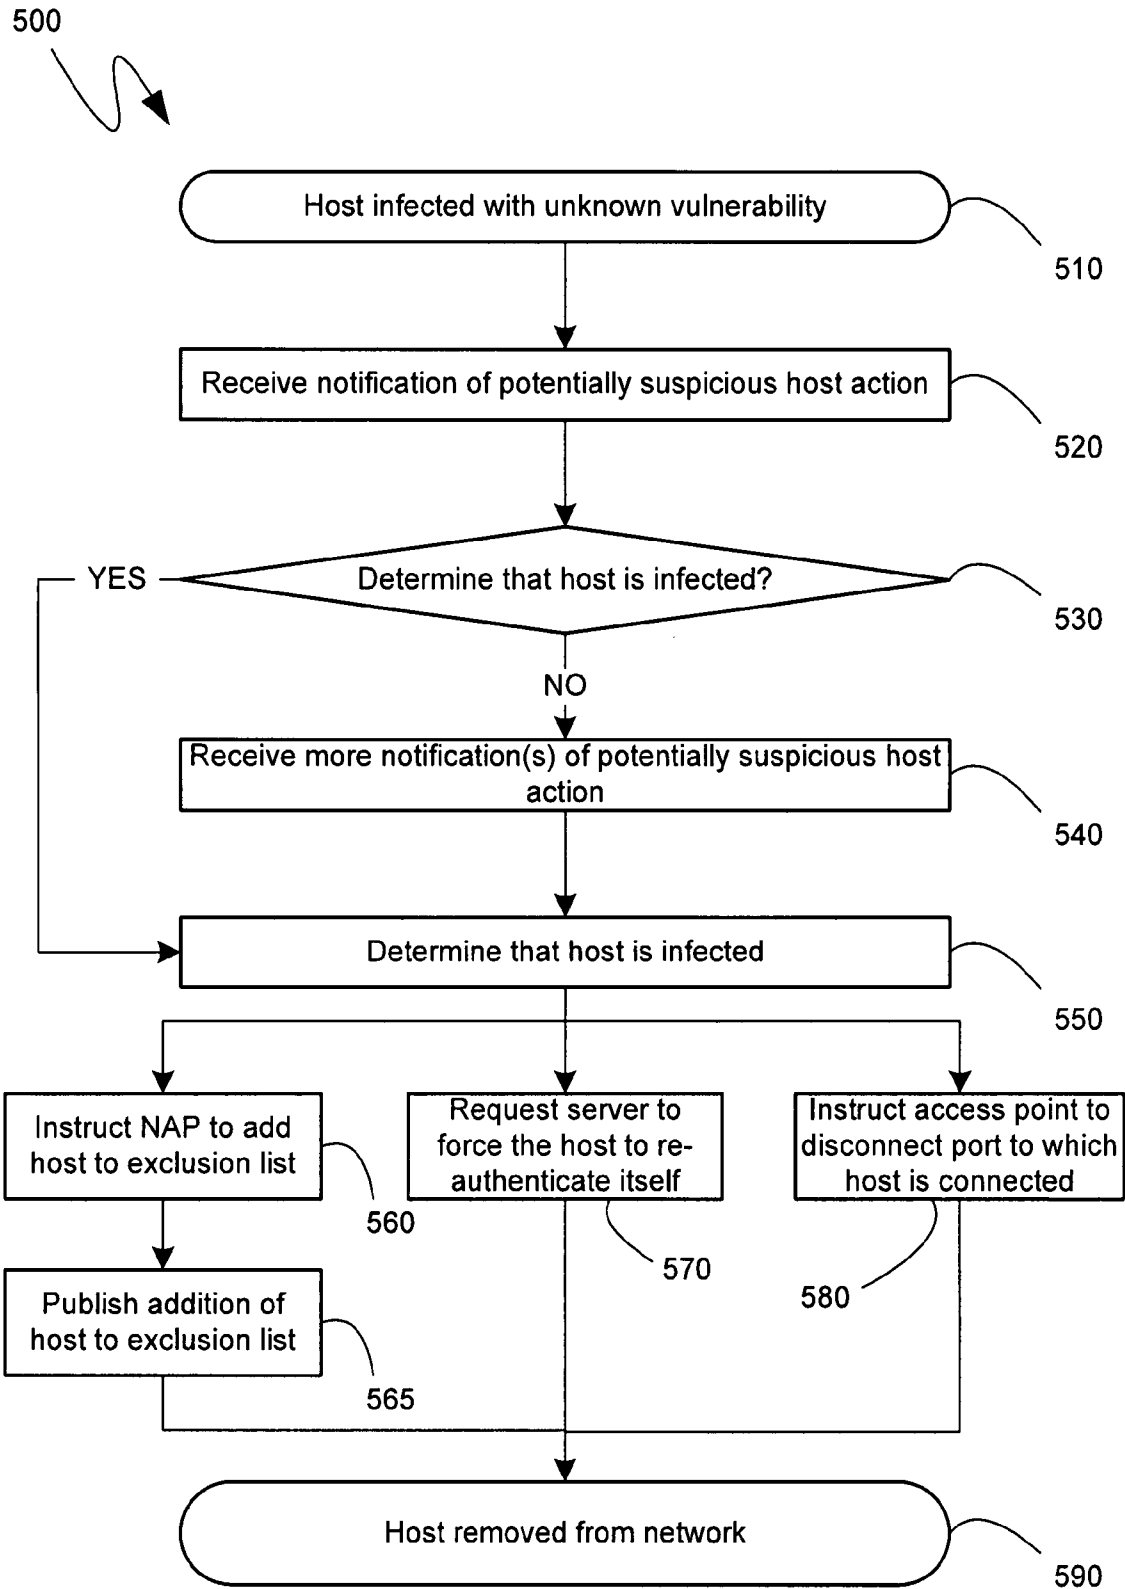 500
Host infected with unknown vulnerability
510
Receive notification of potentially suspicious host action
520
YES
Determine that host is infected?
530
NO
Receive more notification(s) of potentially suspicious host
action
540
Determine that host is infected
550
Instruct NAP to add
host to exclusion list
560
Request server to
force the host to re-
authenticate itself
570
Instruct access point to
disconnect port to which
host is connected
580
Publish addition of
host to exclusion list
565
Host removed from network
590